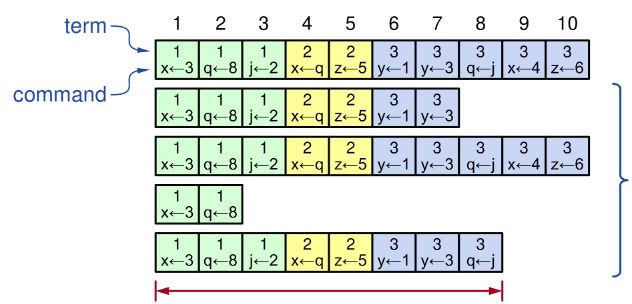 1 2 3 4 5 6 7 8 9 10
term
command
1 1 1 2 2 3 3 3 3 3
x←3 q←8 j←2 x←q z←5 y←1 y←3 q←j x←4 z←6
1 1 1 2 2 3 3
x←3 q←8 j←2 x←q z←5 y←1 y←3
1 1 1 2 2 3 3 3 3 3
x←3 q←8 j←2 x←q z←5 y←1 y←3 q←j x←4 z←6
1 1
x←3 q←8
1 1 1 2 2 3 3 3
x←3 q←8 j←2 x←q z←5 y←1 y←3 q←j